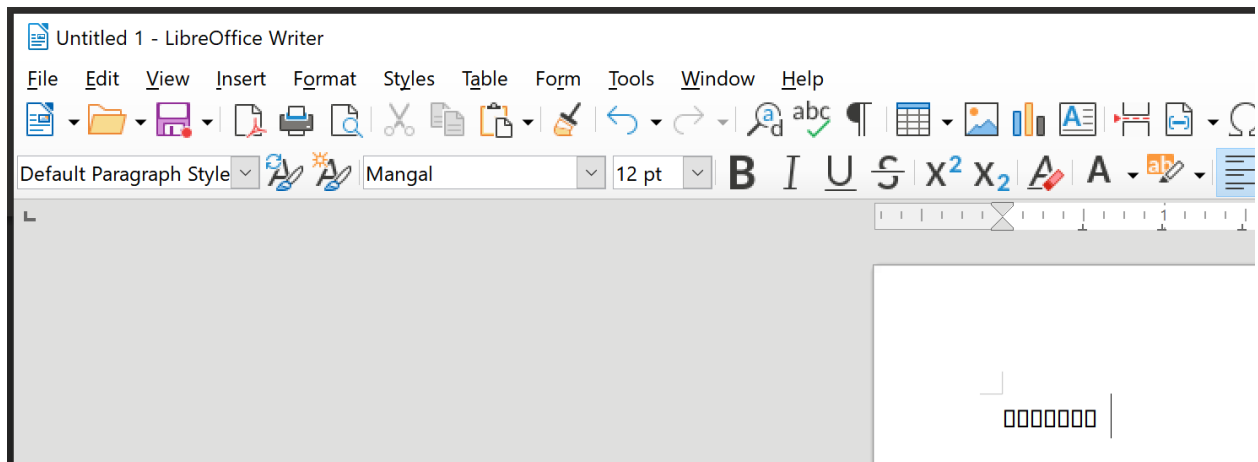 Untitled 1 - LibreOffice Writer
File Edit View Insert Format Styles Table Form Tools Window Help
Default Paragraph Style Mangal 12 pt
1